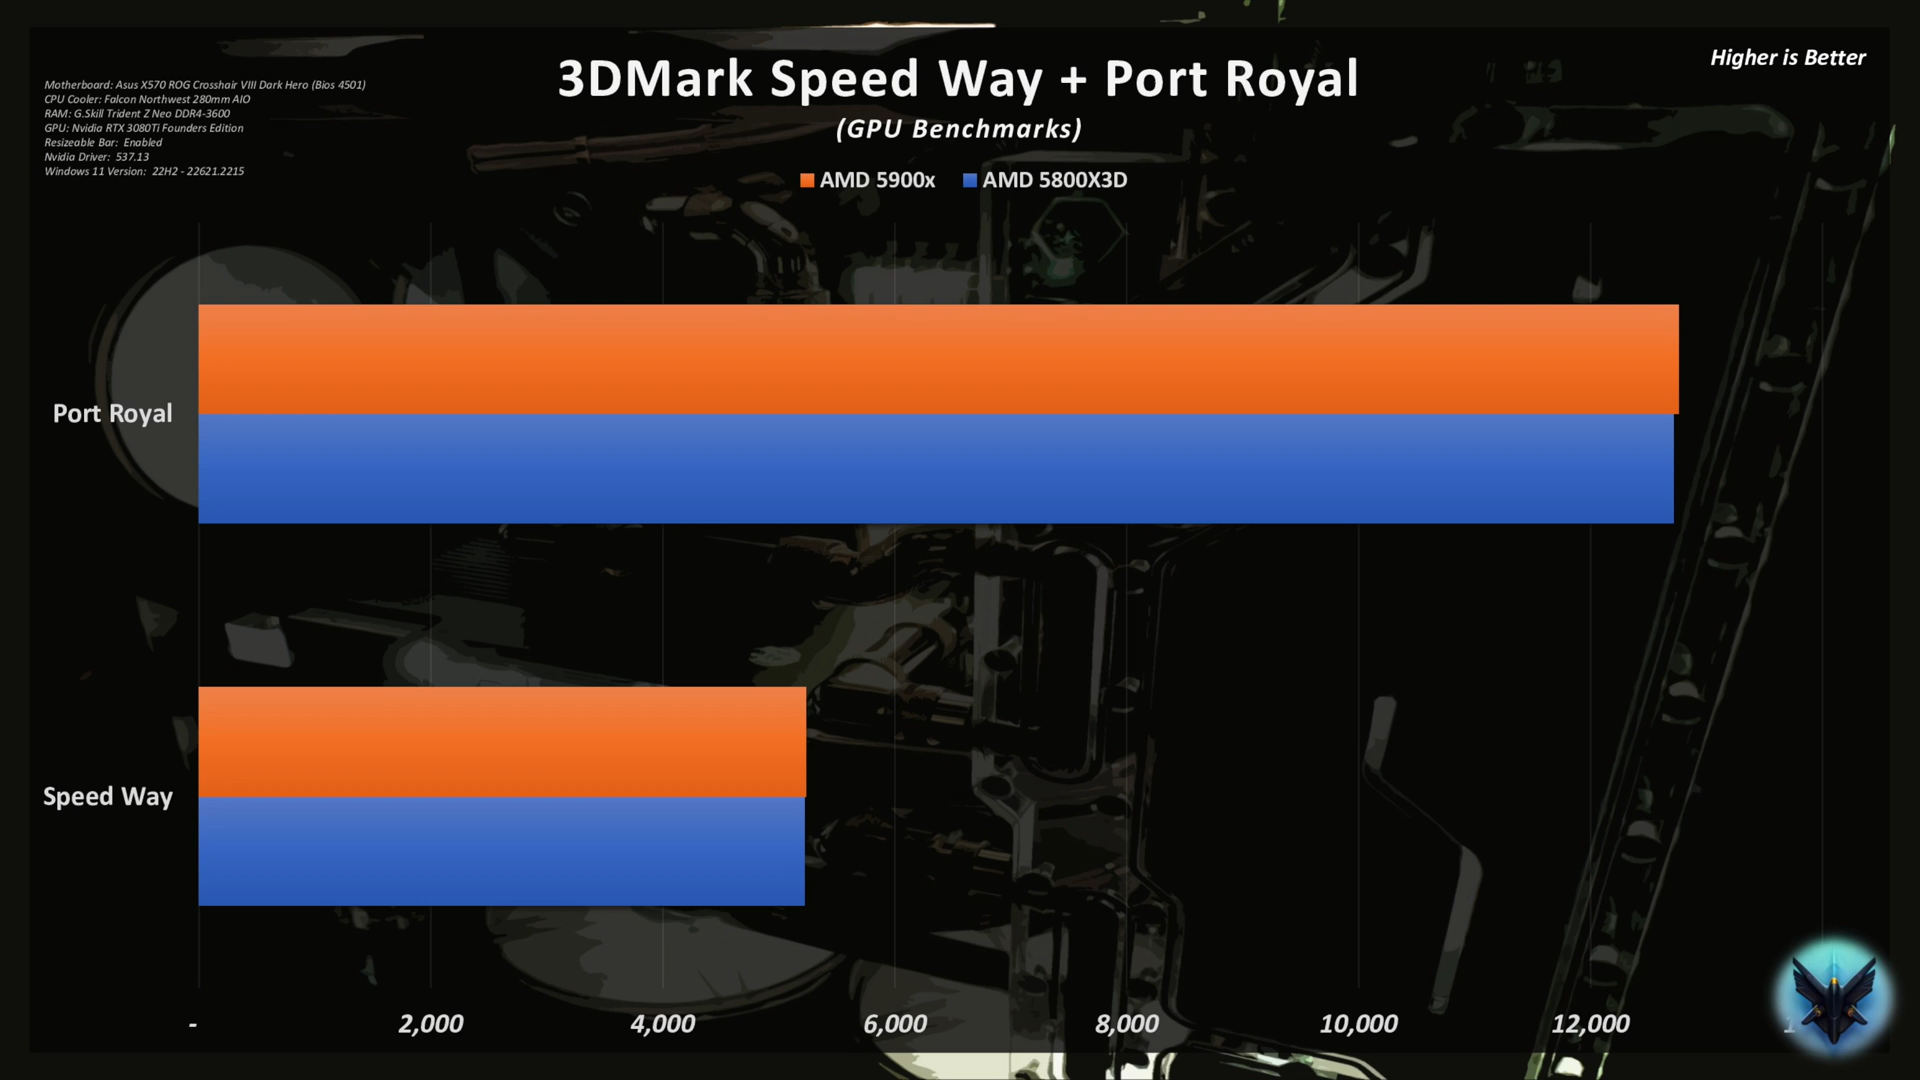 3DMark Speed Way + Port Royal
(GPU Benchmarks)
Higher is Better
Motherboard: Asus X570 ROG Crosshair VIII Dark Hero (Bios 4501)
CPU Cooler: Falcon Northwest 280mm AIO
RAM: G.Skill Trident Z Neo DDR4-3600
GPU: Nvidia RTX 3080Ti Founders Edition
Resizeable Bar: Enabled
Nvidia Driver: 537.13
Windows 11 Version: 22H2 - 22621.2215
AMD 5900x AMD 5800X3D
Port Royal
Speed Way
- 2,000 4,000 6,000 8,000 10,000 12,000